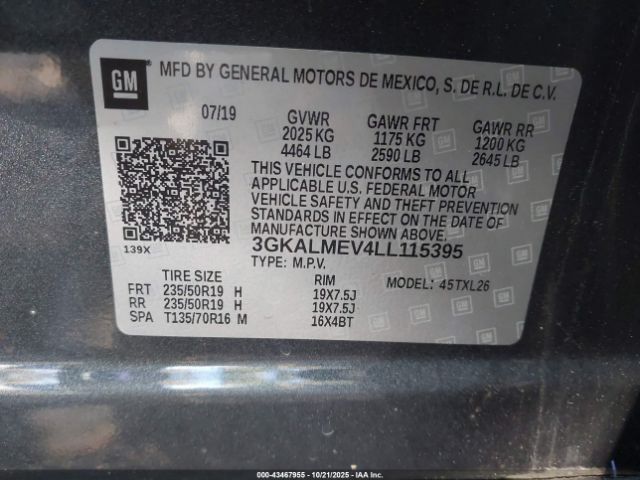 GM
MFD BY GENERAL MOTORS DE MEXICO, S. DE R.L. DE C.V.
07/19 GVWR GAWR FRT GAWR RR
2025 KG 1175 KG 1200 KG
4464 LB 2590 LB 2645 LB
THIS VEHICLE CONFORMS TO ALL
APPLICABLE U.S. FEDERAL MOTOR
VEHICLE SAFETY AND THEFT PREVENTION
STANDARDS IN EFFECT ON THE DATE OF
MANUFACTURE SHOWN ABOVE.
139X
3GKALMEV4LL115395
TYPE: M.P.V. MODEL: 45TXL26
TIRE SIZE RIM
FRT 235/50R19 H 19X7.5J
RR 235/50R19 H 19X7.5J
SPA T135/70R16 M 16X4BT
000-43467955 - 10/21/2025 - Copyright IAA, Inc.